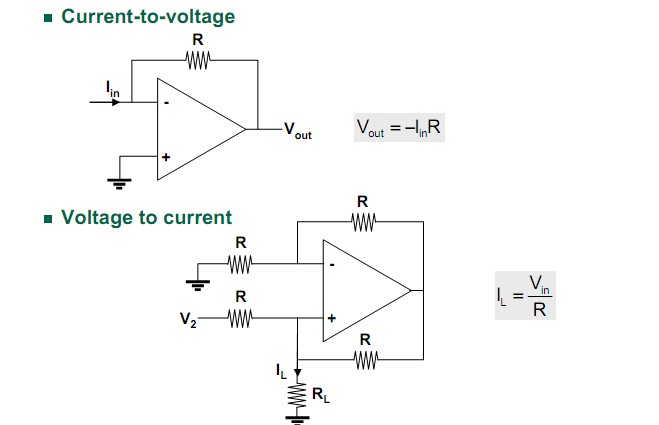 Current-to-voltage
R
Iin
-
+
Vout
Vout = –IinR
Voltage to current
R
R
-
R
V2
+
R
IL
RL
IL = Vin
R